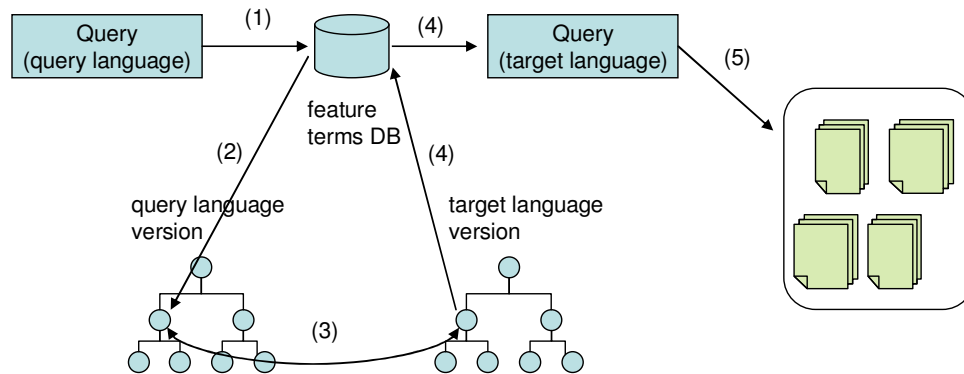 Query
(query language)
(1)
(4)
Query
(target language)
(5)
feature
terms DB
(2)
(4)
query language
version
target language
version
(3)